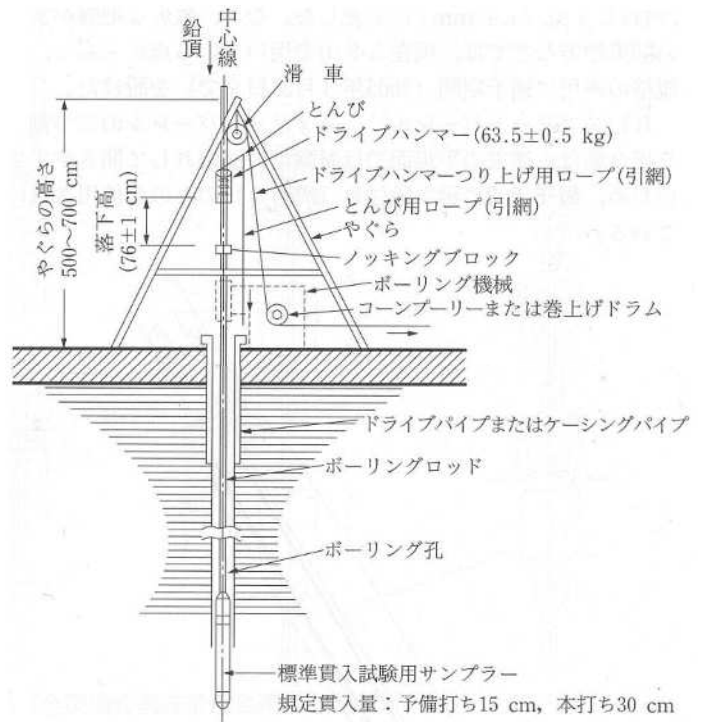 鉛頂
中心線
滑車
とんび
ドライブハンマー(63.5±0.5 kg)
ドライブハンマーつり上げ用ロープ(引網)
とんび用ロープ(引網)
やぐら
ノッキングブロック
ボーリング機械
コーンプーリーまたは巻上げドラム
やぐらの高さ
500〜700 cm
落下高
(76±1 cm)
ドライブパイプまたはケーシングパイプ
ボーリングロッド
ボーリング孔
標準貫入試験用サンプラー
規定貫入量：予備打ち15 cm，本打ち30 cm